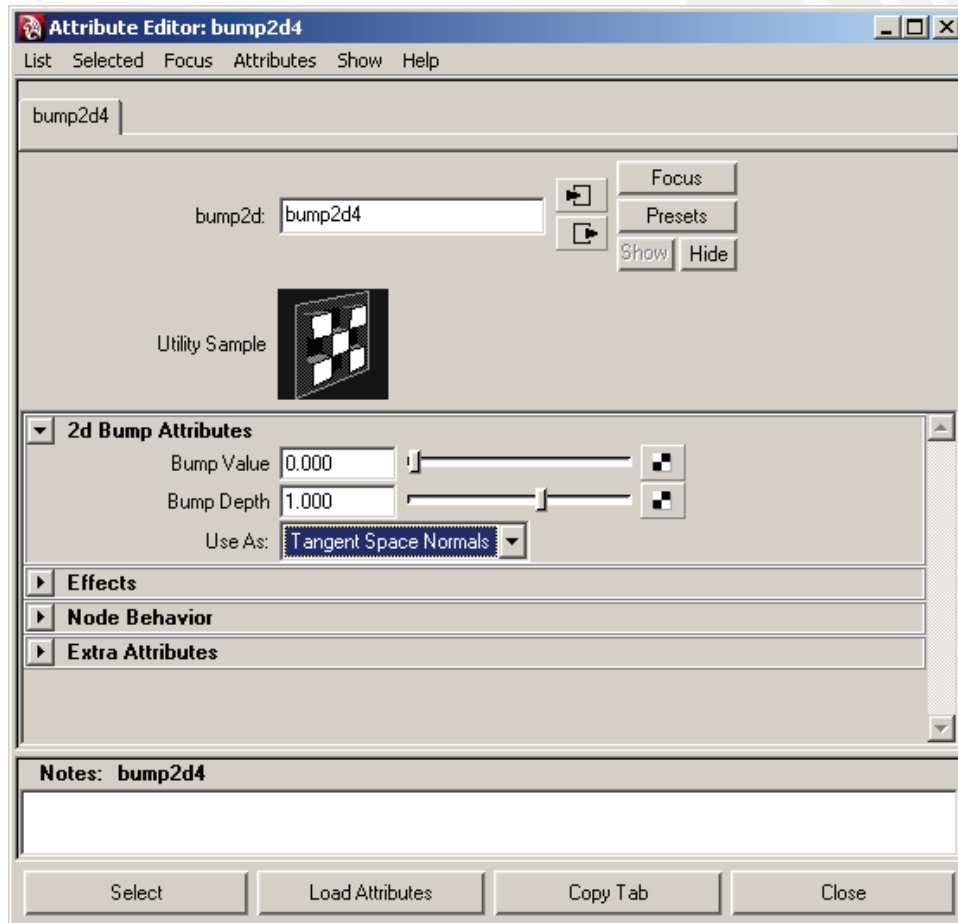 Attribute Editor: bump2d4
List Selected Focus Attributes Show Help
bump2d4
Focus
bump2d: bump2d4
Presets
Show Hide
Utility Sample
2d Bump Attributes
Bump Value 0.000
Bump Depth 1.000
Use As: Tangent Space Normals
Effects
Node Behavior
Extra Attributes
Notes: bump2d4
Select Load Attributes Copy Tab Close